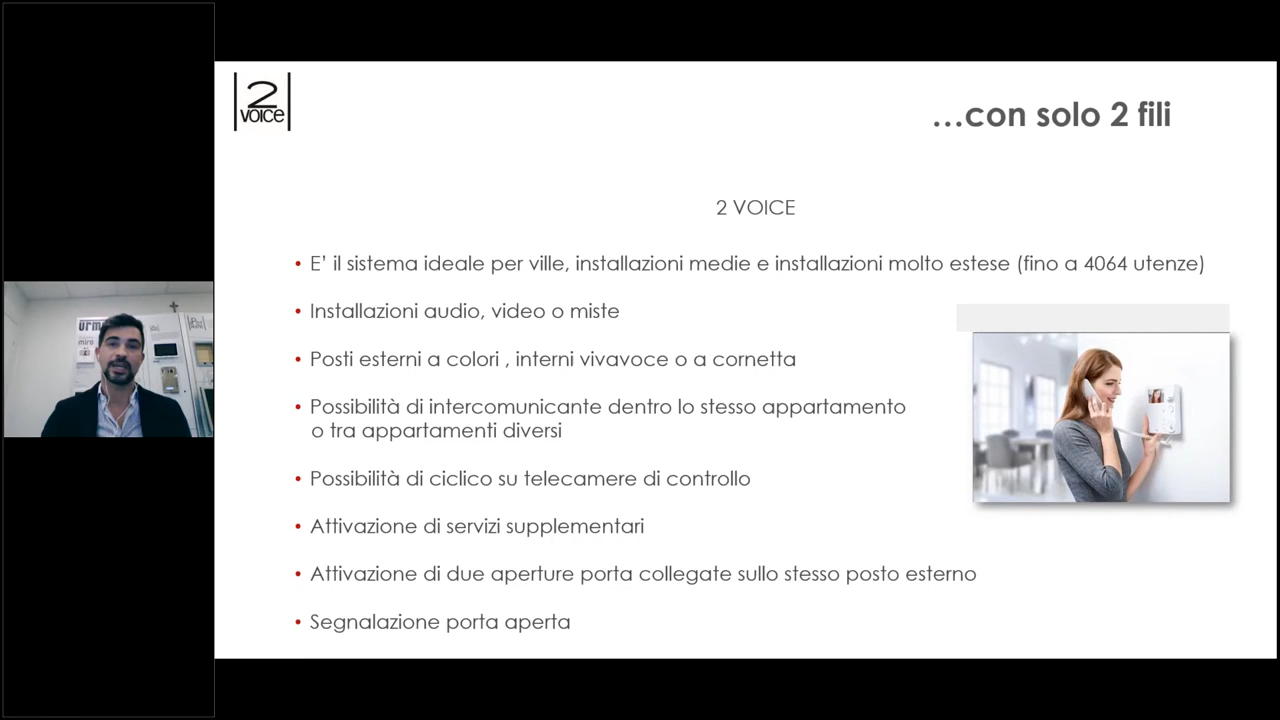 2
VOICE
...con solo 2 fili
2 VOICE
• E' il sistema ideale per ville, installazioni medie e installazioni molto estese (fino a 4064 utenze)
• Installazioni audio, video o miste
• Posti esterni a colori , interni vivavoce o a cornetta
• Possibilità di intercomunicante dentro lo stesso appartamento
o tra appartamenti diversi
• Possibilità di ciclico su telecamere di controllo
• Attivazione di servizi supplementari
• Attivazione di due aperture porta collegate sullo stesso posto esterno
• Segnalazione porta aperta
miro